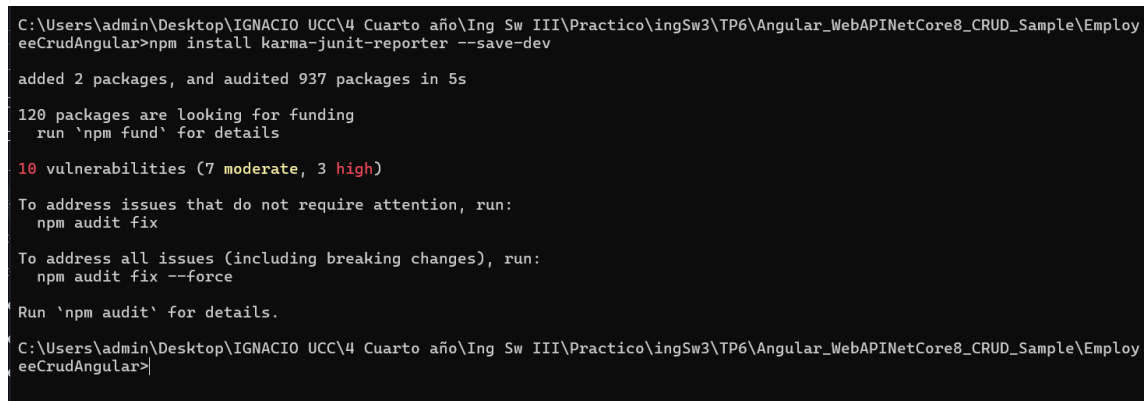 C:\Users\admin\Desktop\IGNACIO UCC\4 Cuarto año\Ing Sw III\Practico\ingSw3\TP6\Angular_WebAPINetCore8_CRUD_Sample\Employ
eeCrudAngular>npm install karma-junit-reporter --save-dev
added 2 packages, and audited 937 packages in 5s
120 packages are looking for funding
run `npm fund` for details
10 vulnerabilities (7 moderate, 3 high)
To address issues that do not require attention, run:
npm audit fix
To address all issues (including breaking changes), run:
npm audit fix --force
Run `npm audit` for details.
C:\Users\admin\Desktop\IGNACIO UCC\4 Cuarto año\Ing Sw III\Practico\ingSw3\TP6\Angular_WebAPINetCore8_CRUD_Sample\Employ
eeCrudAngular>